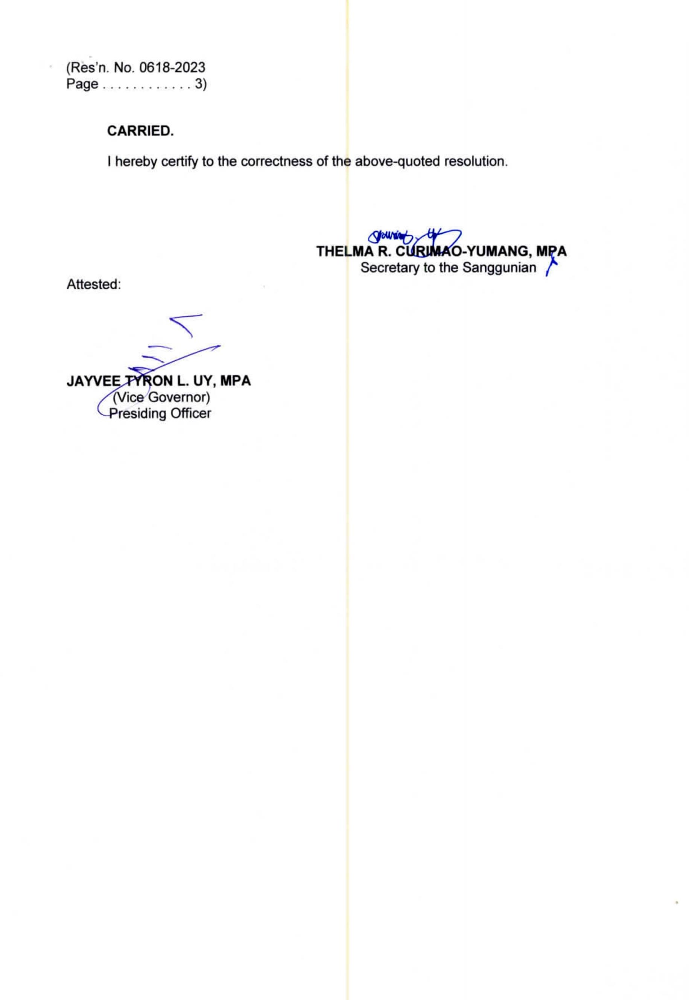 (Res'n. No. 0618-2023
Page . . . . . . . . . . . . 3)
CARRIED.
I hereby certify to the correctness of the above-quoted resolution.
THELMA R. CURIMAO-YUMANG, MPA
Secretary to the Sanggunian
Attested:
JAYVEE TYRON L. UY, MPA
(Vice Governor)
Presiding Officer